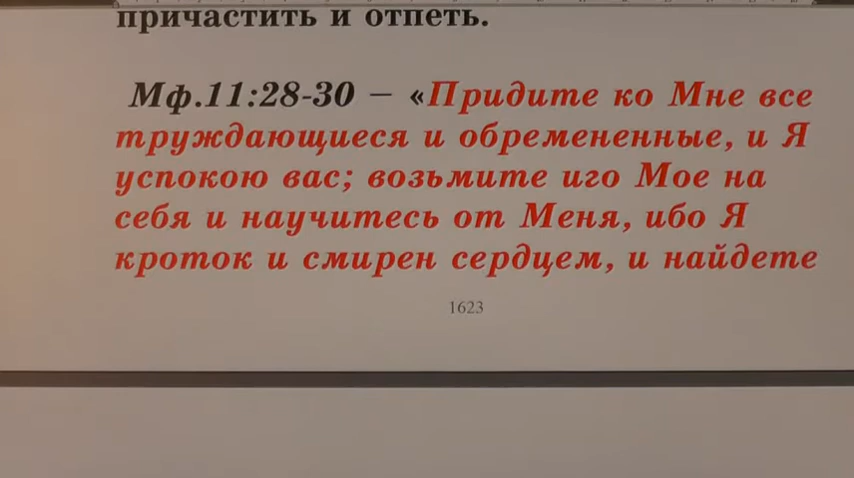 причастить и отпеть.
Мф.11:28-30 – «Придите ко Мне все
труждающиеся и обремененные, и Я
успокою вас; возьмите иго Мое на
себя и научитесь от Меня, ибо Я
кроток и смирен сердцем, и найдете
1623